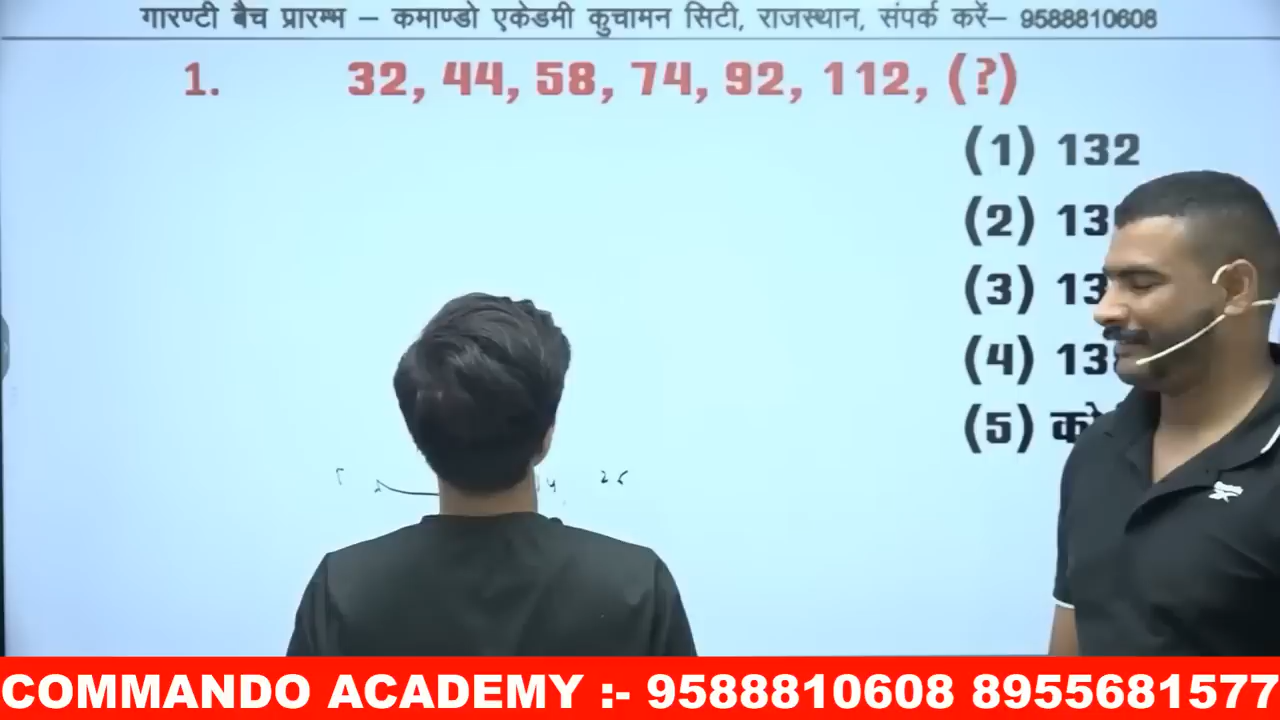 गारण्टी बैच प्रारम्भ – कमाण्डो एकेडमी कुचामन सिटी, राजस्थान, संपर्क करें– 9588810608
1. 32, 44, 58, 74, 92, 112, (?)
(1) 132
(2)
(3)
(4)
(5)
COMMANDO ACADEMY :- 9588810608 8955681577